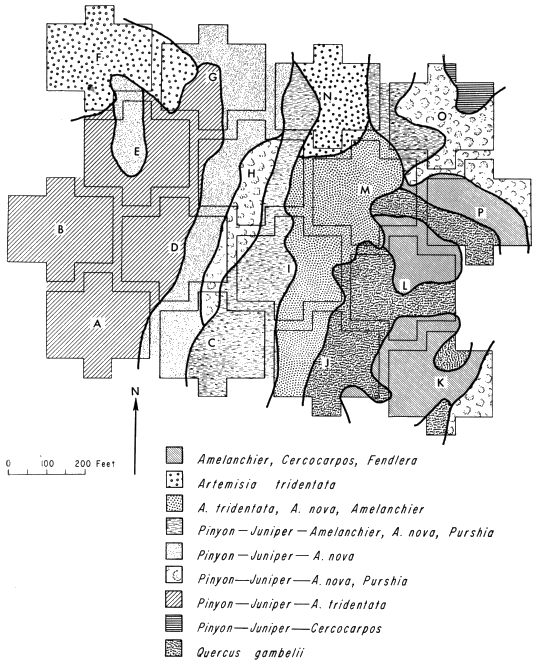 F
G
N
O
E
H
M
B
D
P
I
L
A
C
J
K
N
0 100 200 Feet
Amelanchier, Cercocarpos, Fendlera
Artemisia tridentata
A. tridentata, A. nova, Amelanchier
Pinyon—Juniper—Amelanchier, A. nova, Purshia
Pinyon—Juniper—A. nova
Pinyon—Juniper—A. nova, Purshia
Pinyon—Juniper—A. tridentata
Pinyon—Juniper—Cercocarpos
Quercus gambelii